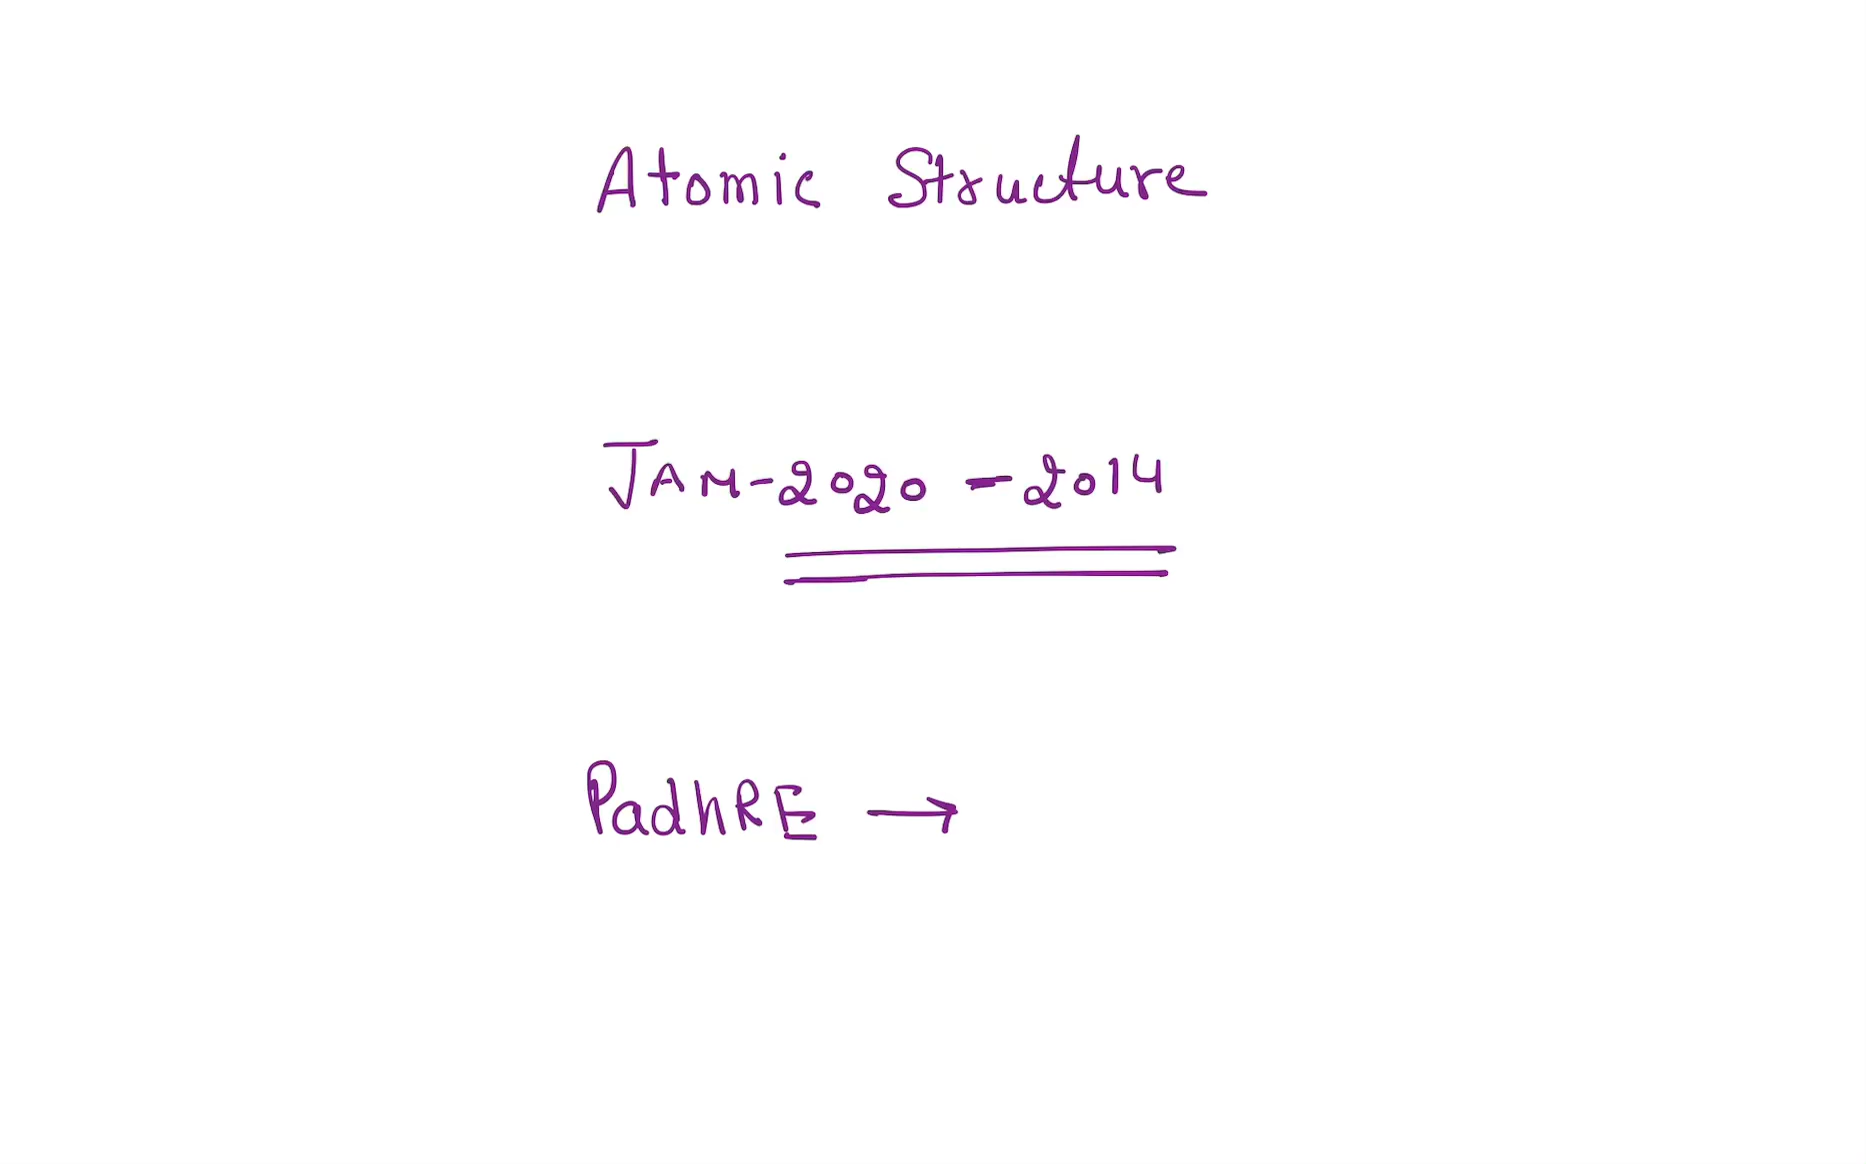 Atomic Structure
JAM-2020 - 2014
PadhRE →